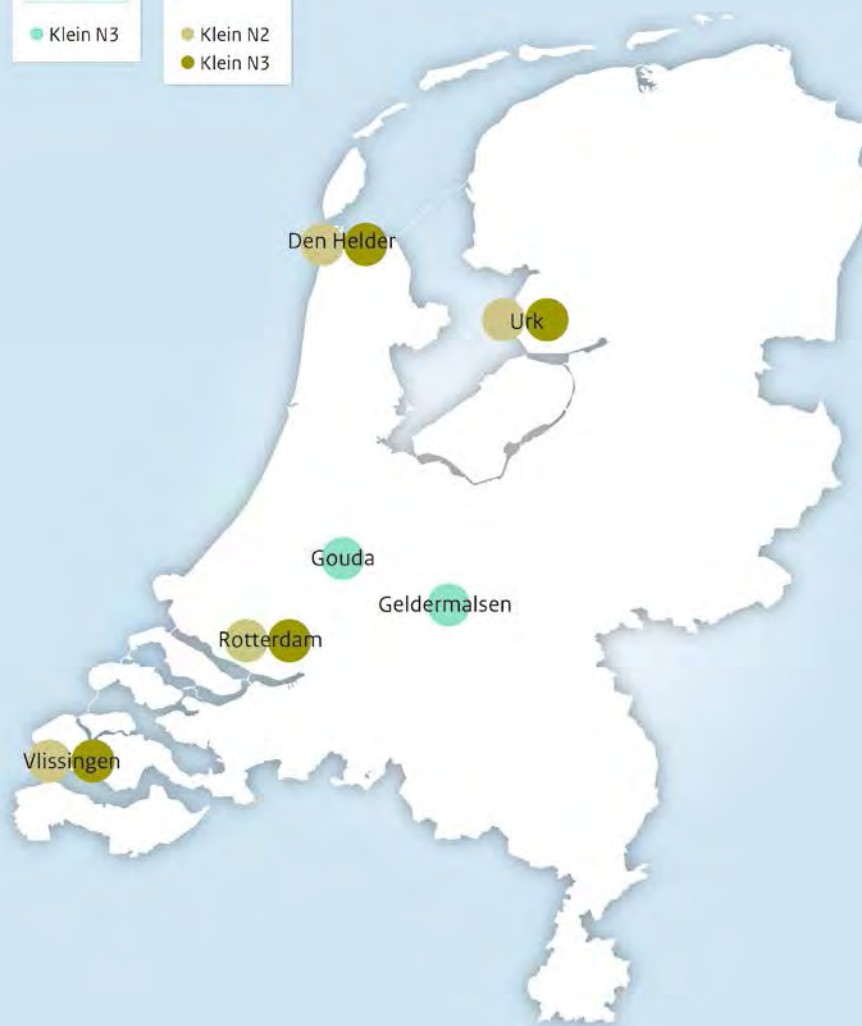 Klein N3
Klein N2
Klein N3
Den Helder
Urk
Gouda
Geldermalsen
Rotterdam
Vlissingen